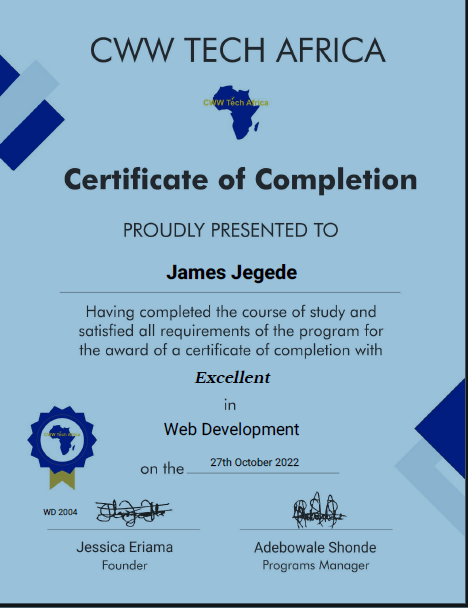 CWW TECH AFRICA
CWW Tech Africa
Certificate of Completion
PROUDLY PRESENTED TO
James Jegede
Having completed the course of study and
satisfied all requirements of the program for
the award of a certificate of completion with
Excellent
in
Web Development
CWW tech Africa
on the 27th October 2022
WD 2004
Jessica Eriama Adebowale Shonde
Founder Programs Manager